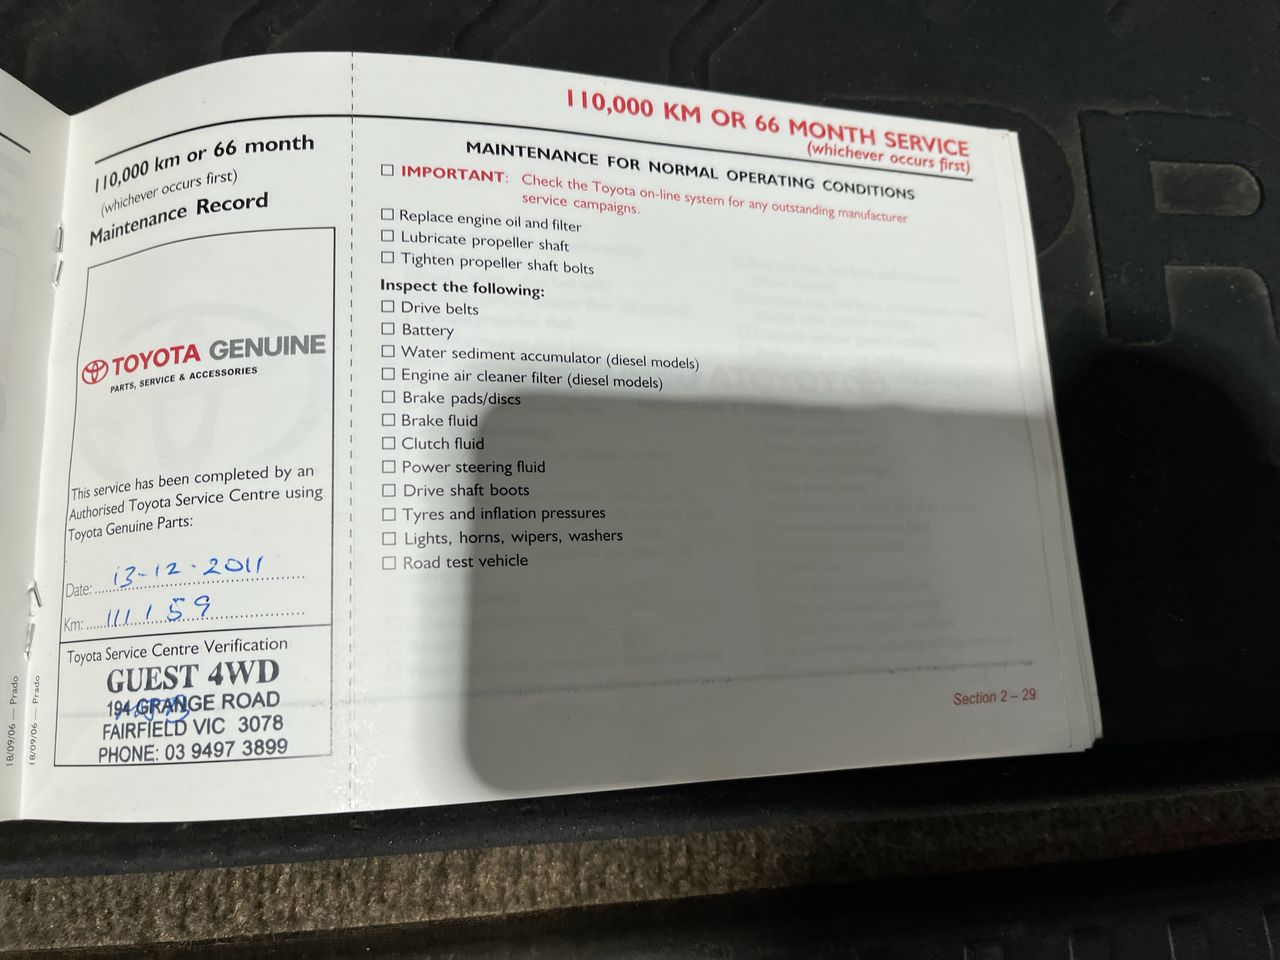 110,000 km or 66 month
(whichever occurs first)
Maintenance Record
TOYOTA GENUINE
PARTS, SERVICE & ACCESSORIES
This service has been completed by an
Authorised Toyota Service Centre using
Toyota Genuine Parts:
Date: 13-12-2011
Km: 111159
Toyota Service Centre Verification
GUEST 4WD
194 GRANGE ROAD
FAIRFIELD VIC 3078
PHONE: 03 9497 3899
18/09/06 — Prado
18/09/06 — Prado
110,000 KM OR 66 MONTH SERVICE
(whichever occurs first)
MAINTENANCE FOR NORMAL OPERATING CONDITIONS
IMPORTANT: Check the Toyota on-line system for any outstanding manufacturer
service campaigns.
Replace engine oil and filter
Lubricate propeller shaft
Tighten propeller shaft bolts
Inspect the following:
Drive belts
Battery
Water sediment accumulator (diesel models)
Engine air cleaner filter (diesel models)
Brake pads/discs
Brake fluid
Clutch fluid
Power steering fluid
Drive shaft boots
Tyres and inflation pressures
Lights, horns, wipers, washers
Road test vehicle
Section 2 – 29